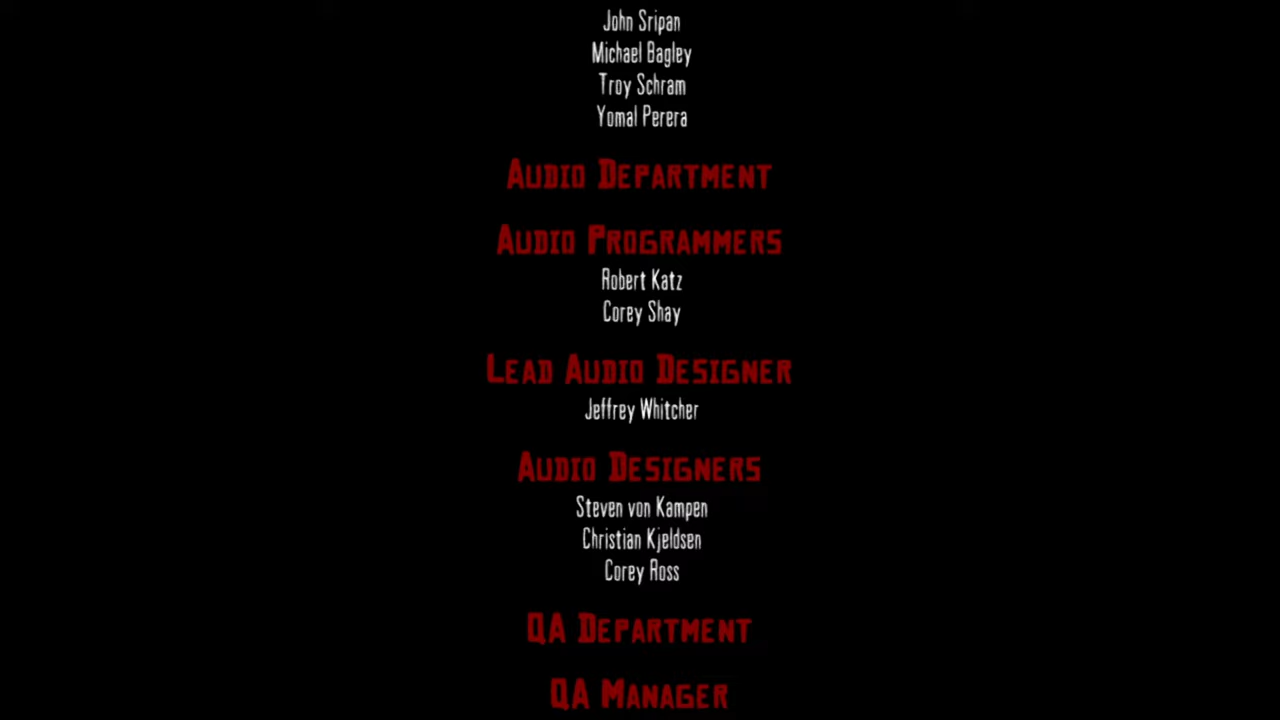 John Sripan
Michael Bagley
Troy Schram
Yomal Perera
Audio Department
Audio Programmers
Robert Katz
Corey Shay
Lead Audio Designer
Jeffrey Whitcher
Audio Designers
Steven von Kampen
Christian Kjeldsen
Corey Ross
QA Department
QA Manager